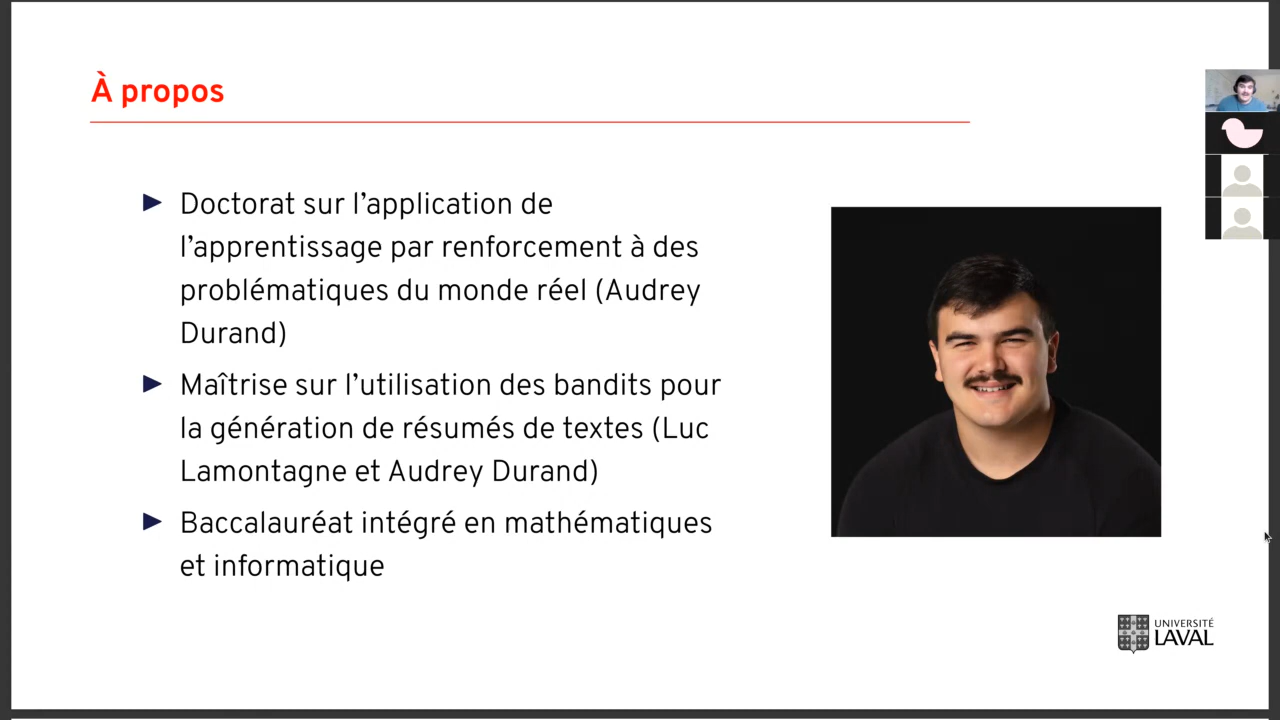 À propos
Doctorat sur l’application de
l’apprentissage par renforcement à des
problématiques du monde réel (Audrey
Durand)
Maîtrise sur l’utilisation des bandits pour
la génération de résumés de textes (Luc
Lamontagne et Audrey Durand)
Baccalauréat intégré en mathématiques
et informatique
UNIVERSITÉ
LAVAL